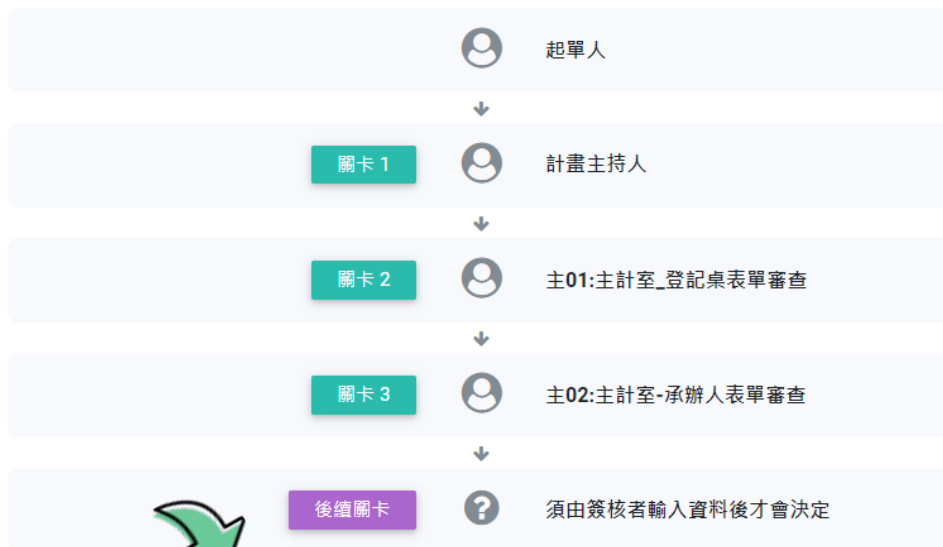 起單人
關卡 1
計畫主持人
關卡 2
主01:主計室_登記桌表單審查
關卡 3
主02:主計室-承辦人表單審查
後續關卡
?
須由簽核者輸入資料後才會決定